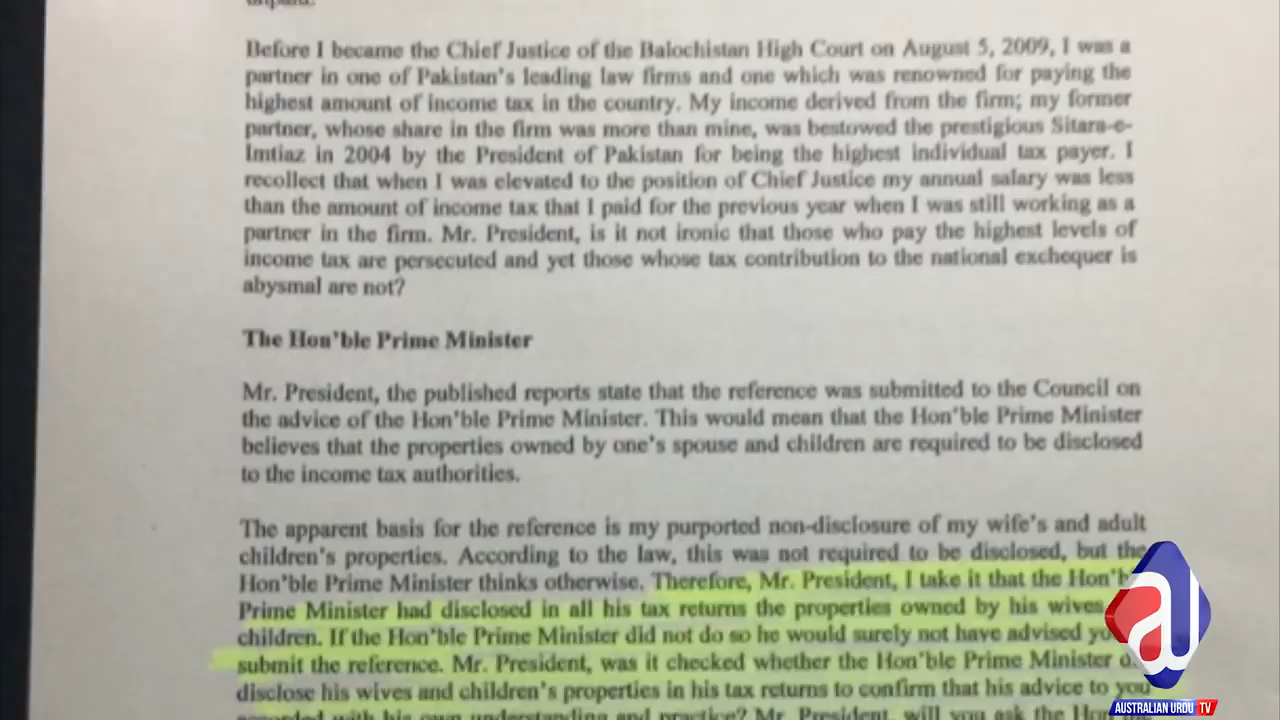 Before I became the Chief Justice of the Balochistan High Court on August 5, 2009, I was a
partner in one of Pakistan's leading law firms and one which was renowned for paying the
highest amount of income tax in the country. My income derived from the firm; my former
partner, whose share in the firm was more than mine, was bestowed the prestigious Sitara-e-
Imtiaz in 2004 by the President of Pakistan for being the highest individual tax payer. I
recollect that when I was elevated to the position of Chief Justice my annual salary was less
than the amount of income tax that I paid for the previous year when I was still working as a
partner in the firm. Mr. President, is it not ironic that those who pay the highest levels of
income tax are persecuted and yet those whose tax contribution to the national exchequer is
abysmal are not?
The Hon'ble Prime Minister
Mr. President, the published reports state that the reference was submitted to the Council on
the advice of the Hon'ble Prime Minister. This would mean that the Hon'ble Prime Minister
believes that the properties owned by one's spouse and children are required to be disclosed
to the income tax authorities.
The apparent basis for the reference is my purported non-disclosure of my wife's and adult
children's properties. According to the law, this was not required to be disclosed, but the
Hon'ble Prime Minister thinks otherwise. Therefore, Mr. President, I take it that the
Prime Minister had disclosed in all his tax returns the properties owned by his wives
children. If the Hon'ble Prime Minister did not do so he would surely not have advised
submit the reference. Mr. President, was it checked whether the Hon'ble Prime Minister
disclose his wives and children's properties in his tax returns to confirm that his advice to you
with his own understanding and practice? Mr. President, will you ask the
AUSTRALIAN URDU TV